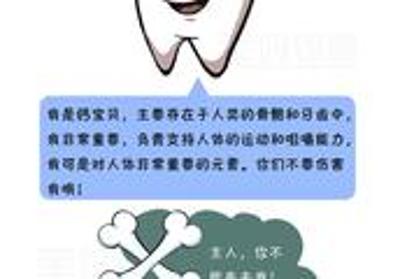 我是钙宝贝，主要存在于人类的骨骼和牙齿中，
我非常重要，负责支持人体的运动和咀嚼能力，
我可是对人体非常重要的元素。你们不要伤害
我哦！
主人，你不